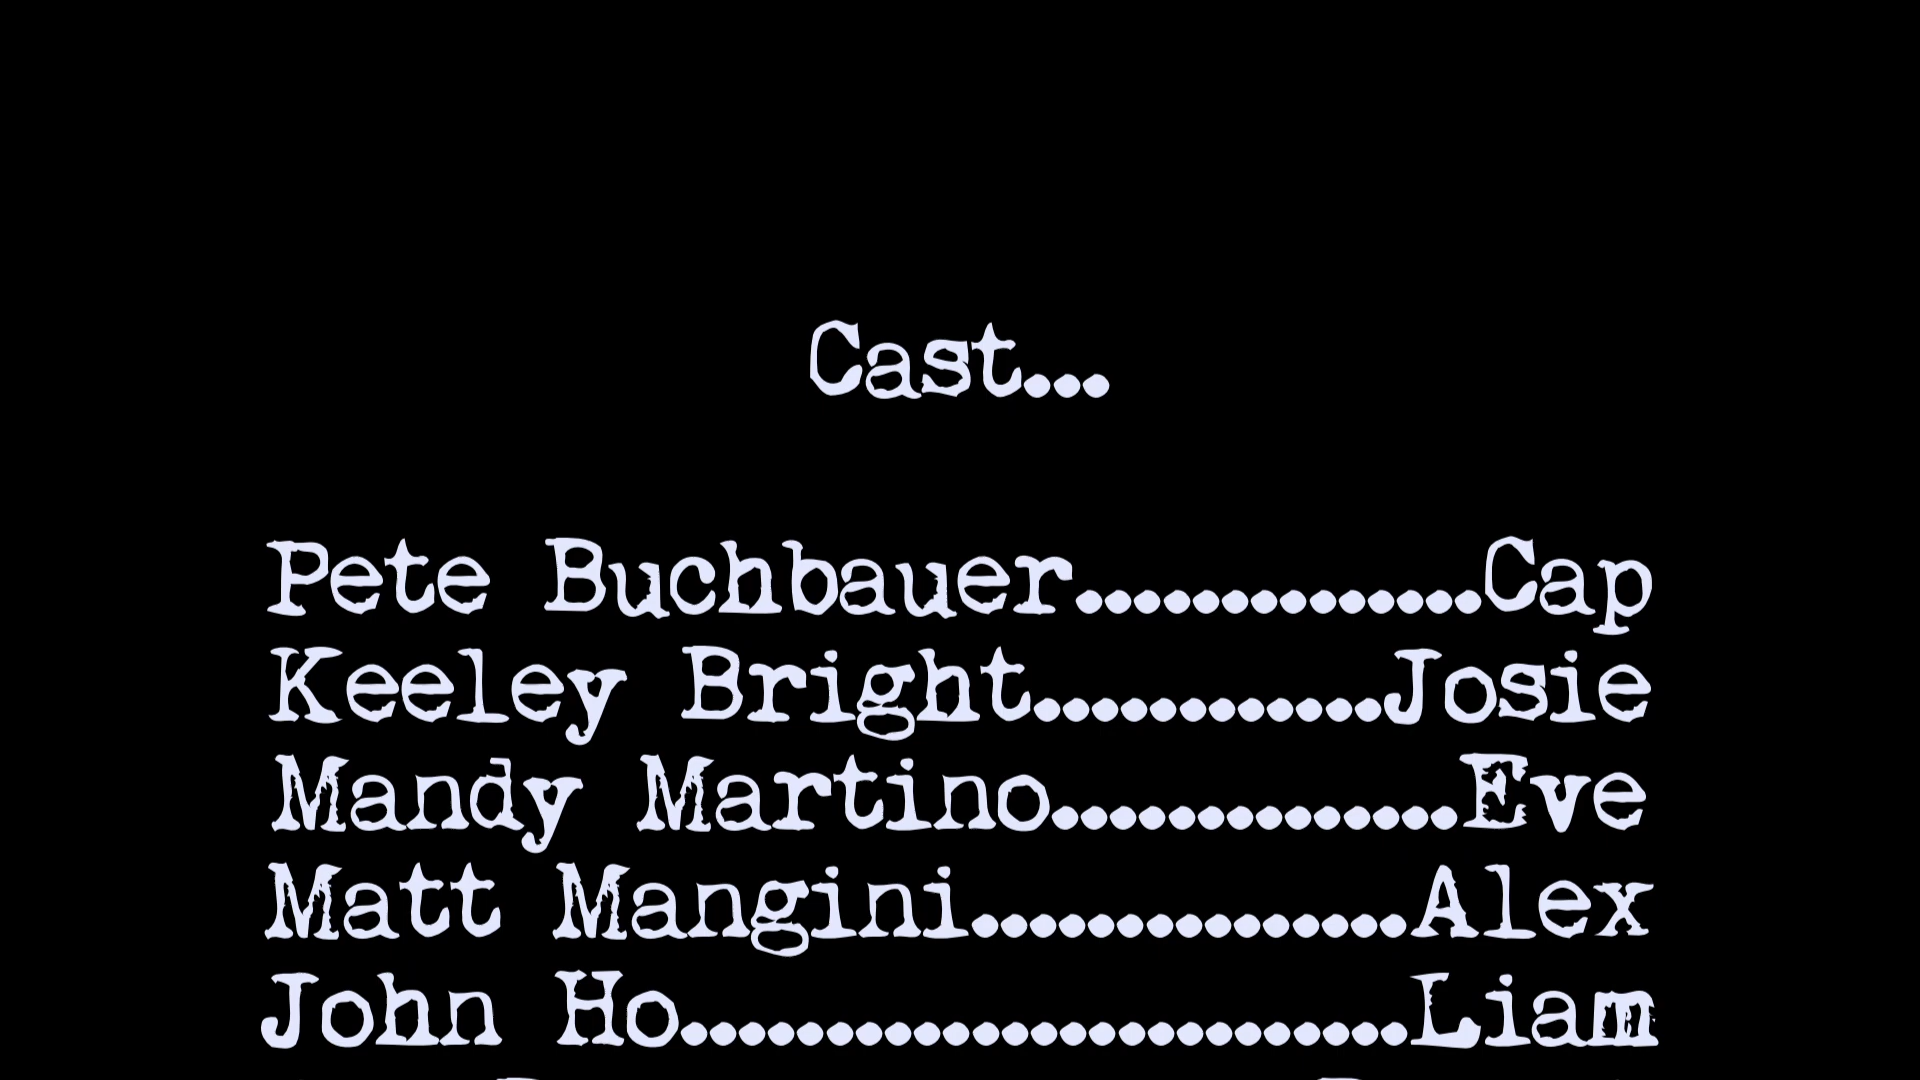 Cast...
Pete Buchbauer..............Cap
Keeley Bright............Josie
Mandy Martino..............Eve
Matt Mangini...............Alex
John Ho.........................Liam